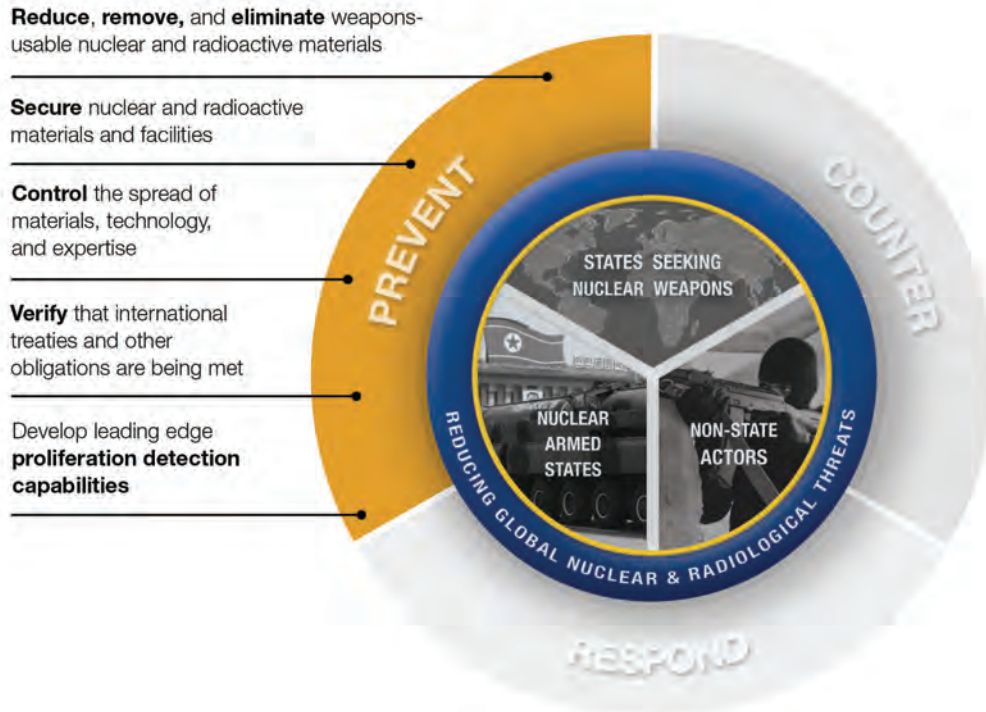 Reduce, remove, and eliminate weapons-
usable nuclear and radioactive materials
Secure nuclear and radioactive
materials and facilities
Control the spread of
materials, technology,
and expertise
Verify that international
treaties and other
obligations are being met
Develop leading edge
proliferation detection
capabilities
PREVENT
COUNTER
RESPOND
STATES SEEKING
NUCLEAR WEAPONS
NUCLEAR
ARMED
STATES
NON-STATE
ACTORS
REDUCING GLOBAL NUCLEAR & RADIOLOGICAL THREATS